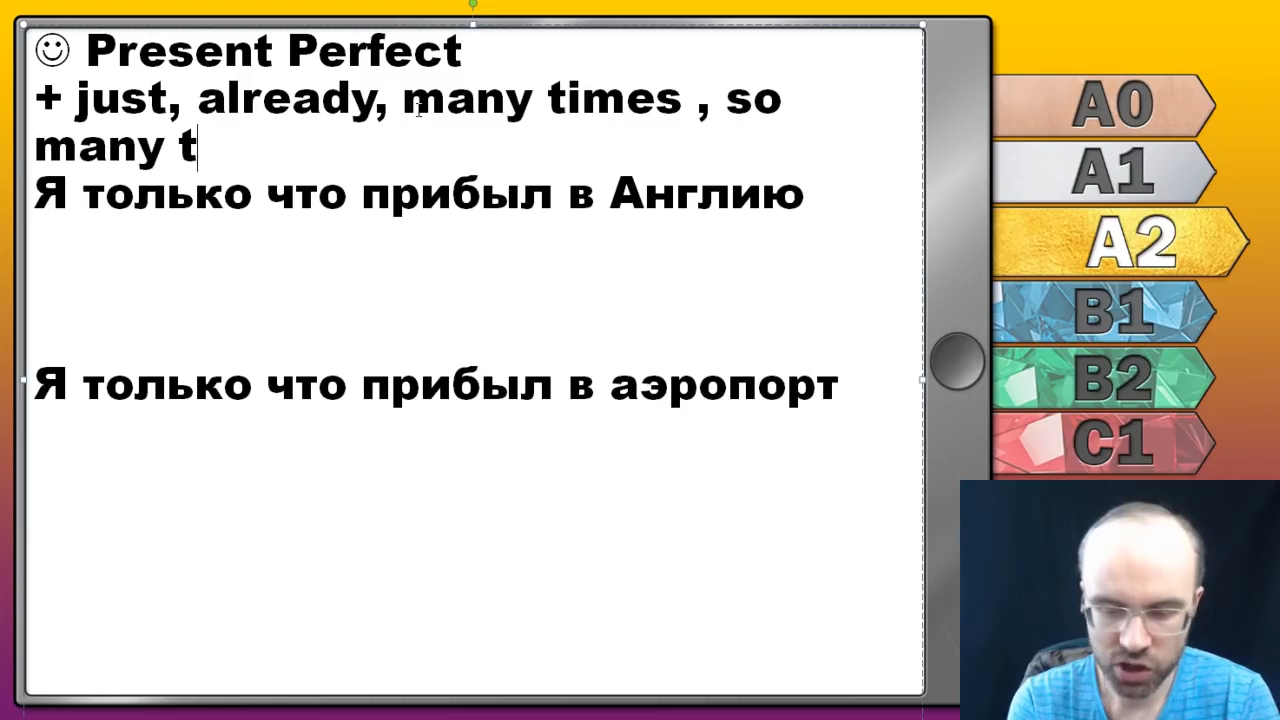 ☺ Present Perfect
+ just, already, many times , so
many t
Я только что прибыл в Англию
Я только что прибыл в аэропорт
A0
A1
A2
B1
B2
C1